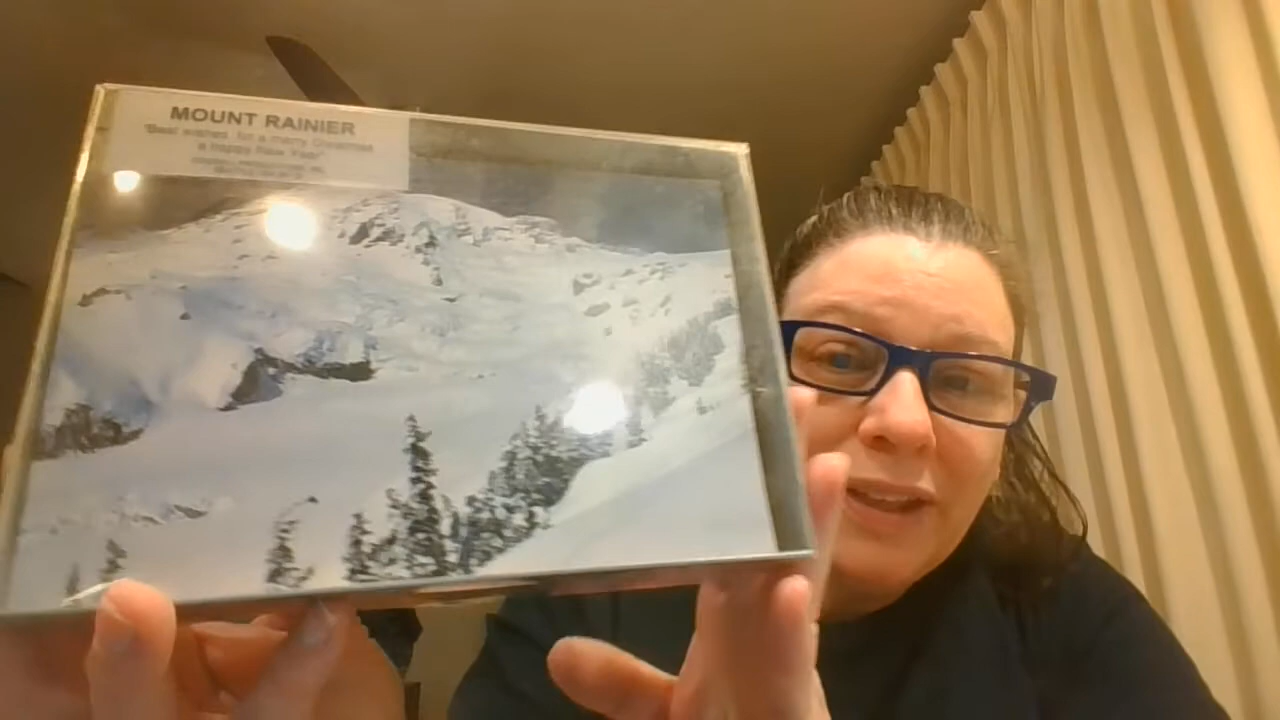 MOUNT RAINIER
"Best wishes for a merry Christmas
a happy New Year"